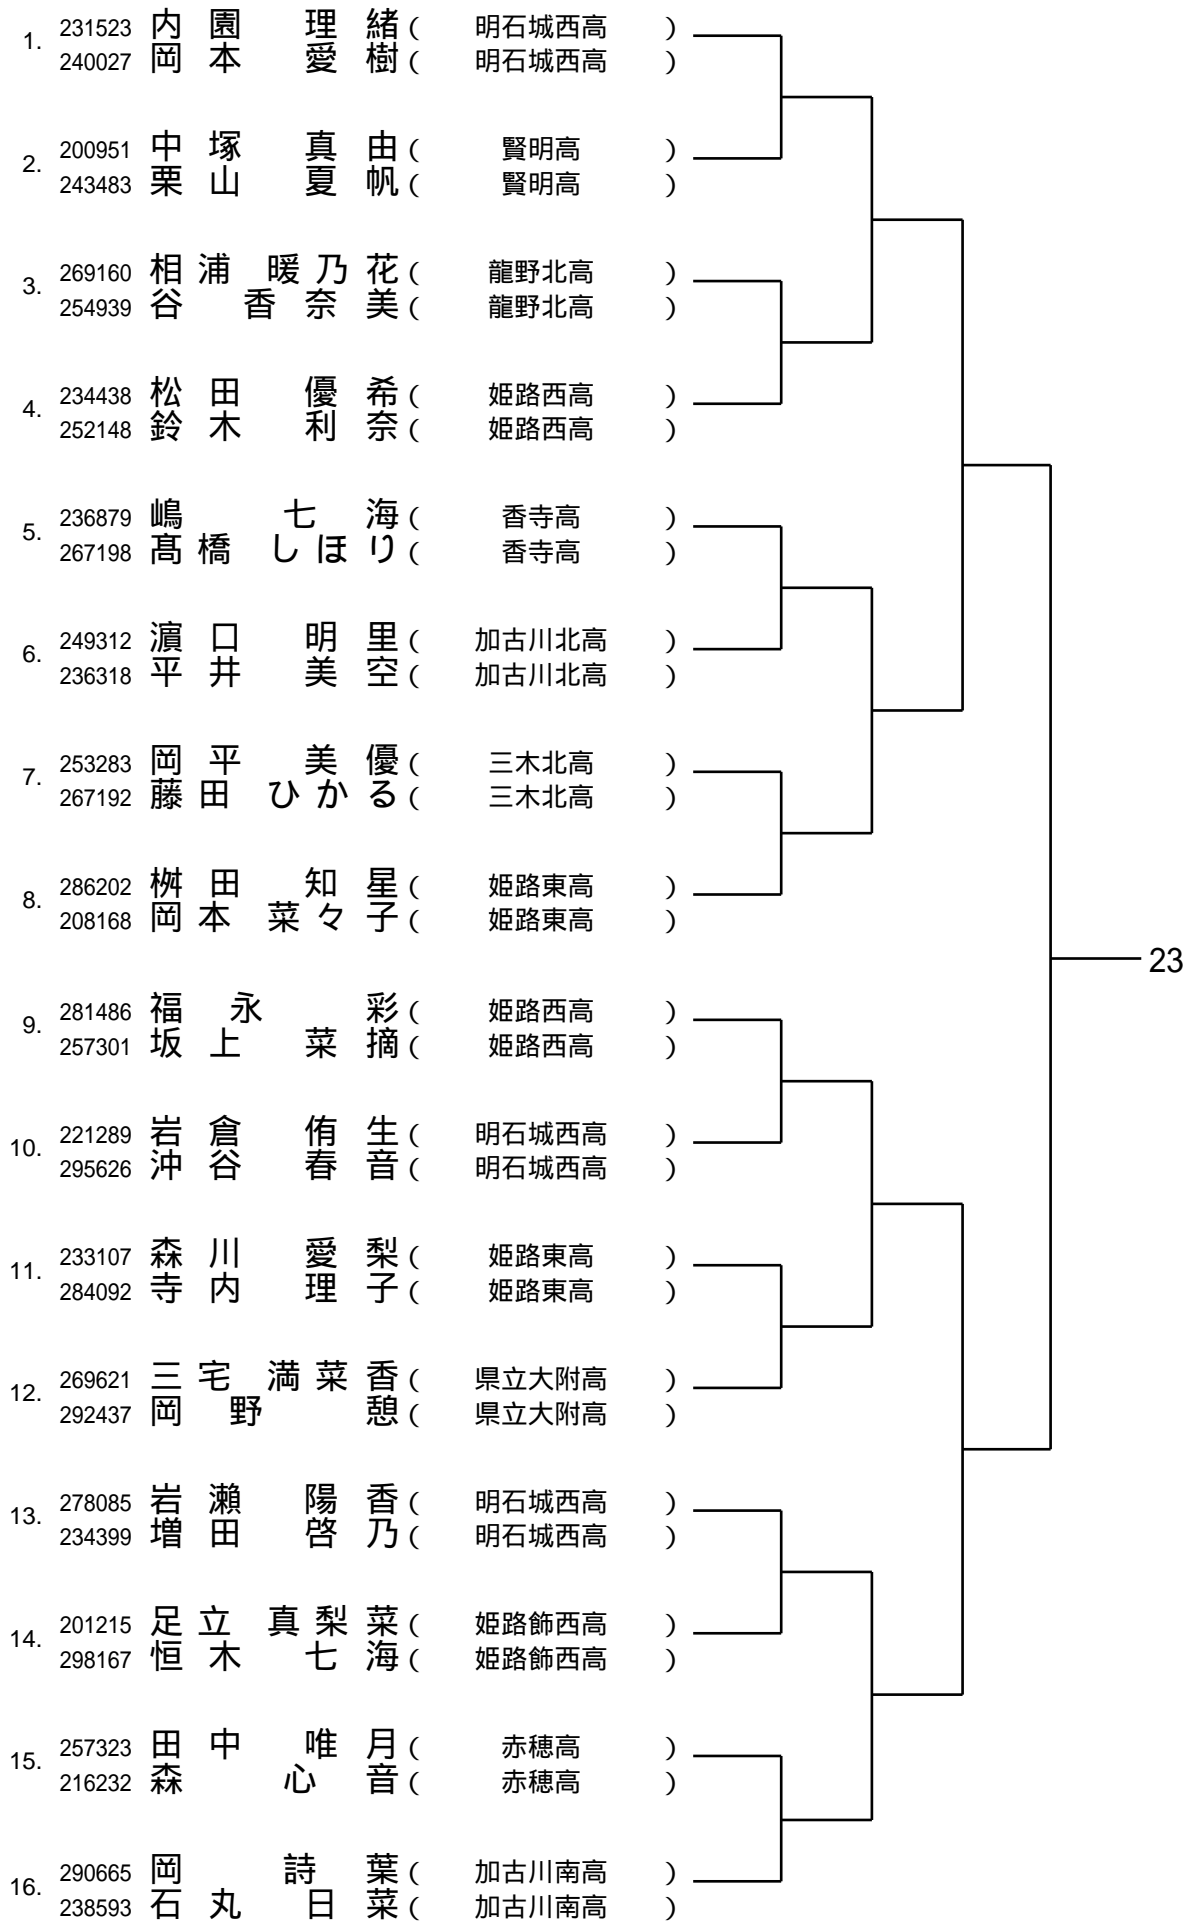 1. 231523 内園 理緒 ( 明石城西高 )
240027 岡本 愛樹 ( 明石城西高 )
2. 200951 中塚 真由 ( 賢明高 )
243483 栗山 夏帆 ( 賢明高 )
3. 269160 相浦 暖乃花 ( 龍野北高 )
254939 谷 香奈美 ( 龍野北高 )
4. 234438 松田 優希 ( 姫路西高 )
252148 鈴木 利奈 ( 姫路西高 )
5. 236879 嶋 七海 ( 香寺高 )
267198 髙橋 しほり ( 香寺高 )
6. 249312 濵口 明里 ( 加古川北高 )
236318 平井 美空 ( 加古川北高 )
7. 253283 岡平 美優 ( 三木北高 )
267192 藤田 ひかる ( 三木北高 )
8. 286202 桝田 知星 ( 姫路東高 )
208168 岡本 菜々子 ( 姫路東高 )
23
9. 281486 福永 彩 ( 姫路西高 )
257301 坂上 菜摘 ( 姫路西高 )
10. 221289 岩倉 侑生 ( 明石城西高 )
295626 沖谷 春音 ( 明石城西高 )
11. 233107 森川 愛梨 ( 姫路東高 )
284092 寺内 理子 ( 姫路東高 )
12. 269621 三宅 満菜香 ( 県立大附高 )
292437 岡野 憩 ( 県立大附高 )
13. 278085 岩瀨 陽香 ( 明石城西高 )
234399 増田 啓乃 ( 明石城西高 )
14. 201215 足立 真梨菜 ( 姫路飾西高 )
298167 恒木 七海 ( 姫路飾西高 )
15. 257323 田中 唯月 ( 赤穂高 )
216232 森 心音 ( 赤穂高 )
16. 290665 岡 詩葉 ( 加古川南高 )
238593 石丸 日菜 ( 加古川南高 )